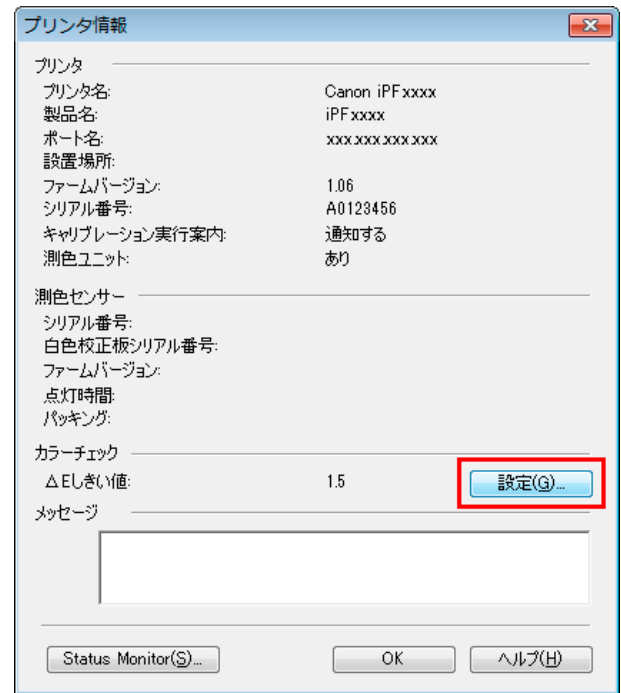 プリンタ情報
プリンタ
プリンタ名: Canon iPFxxxx
製品名: iPFxxxx
ポート名: xxx.xxx.xxx.xxx
設置場所:
ファームバージョン: 1.06
シリアル番号: A0123456
キャリブレーション実行案内: 通知する
測色ユニット: あり
測色センサー
シリアル番号:
白色校正板シリアル番号:
ファームバージョン:
点灯時間:
パッキング:
カラーチェック
ΔEしきい値: 1.5 設定(G)...
メッセージ
Status Monitor(S)... OK ヘルプ(H)